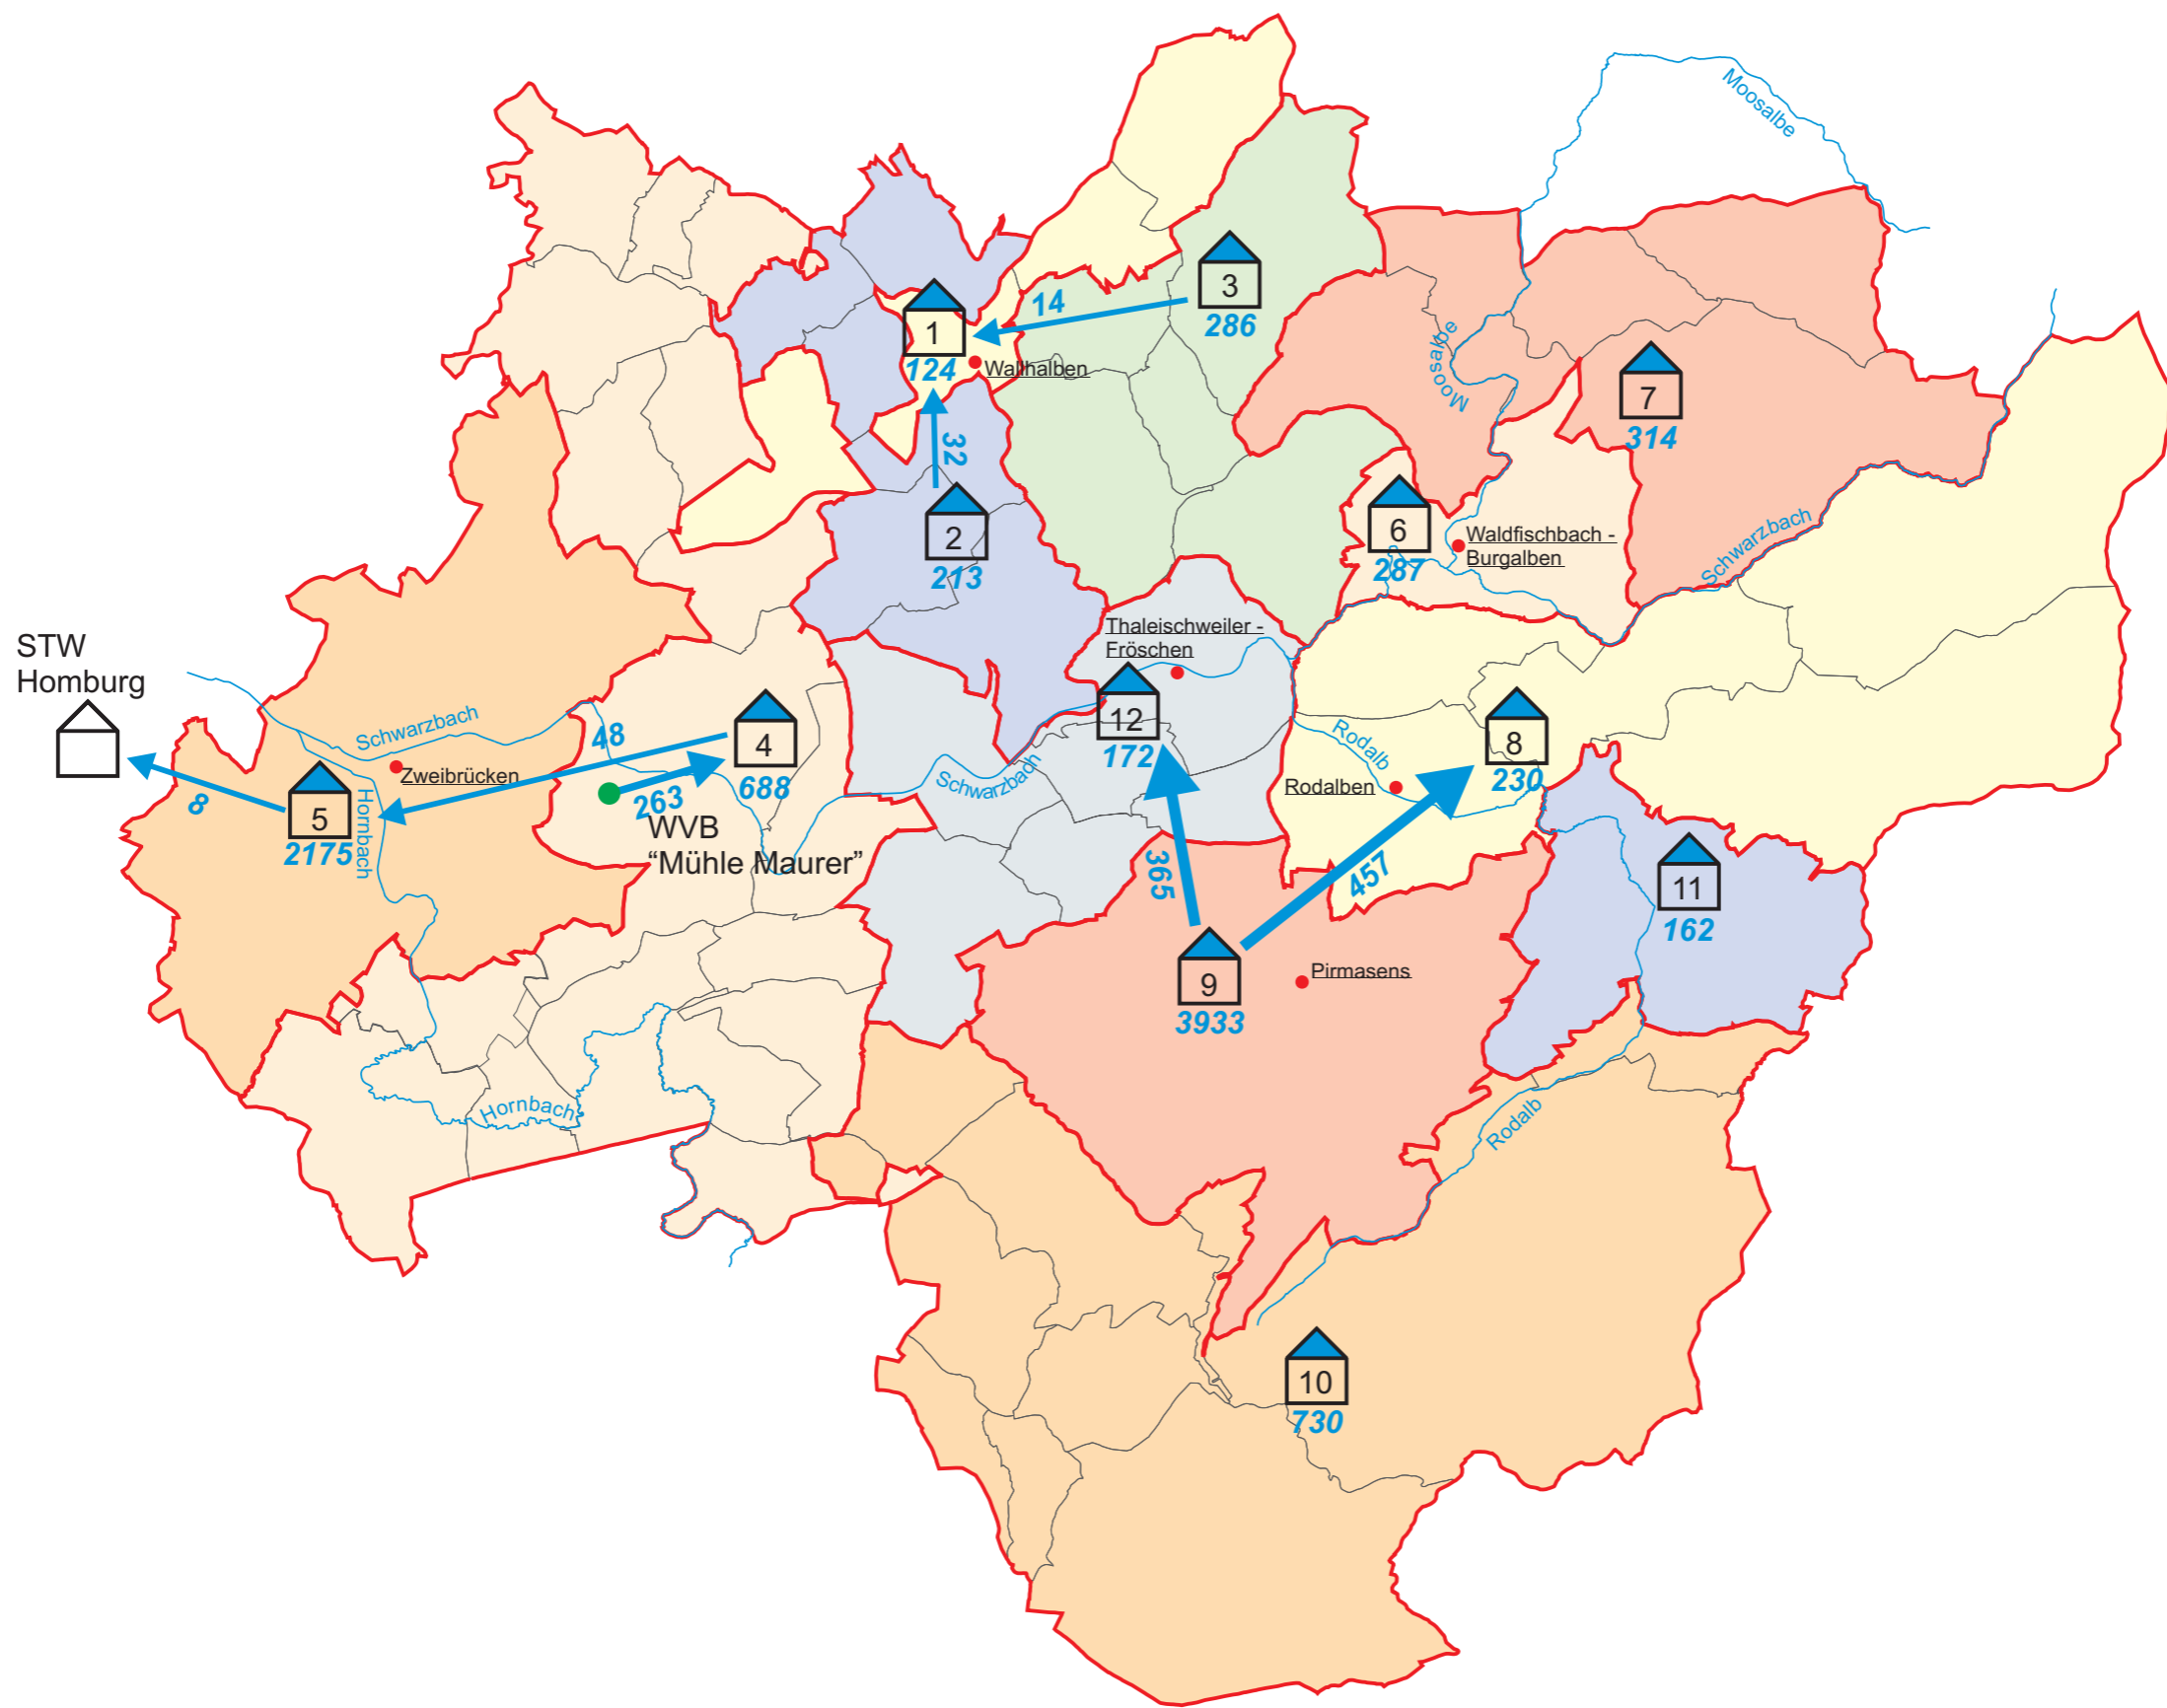 Moosalbe
3
286
14
1
124
Wallhalben
Moosalbe
7
314
32
2
213
6
287
Waldfischbach -
Burgalben
Schwarzbach
Thaleischweiler -
Fröschen
STW
Homburg
Schwarzbach
48
4
688
12
172
Rodalb
8
230
Zweibrücken
Rodalben
Schwarzbach
8
5
2175
Hornbach
263
WVB
“Mühle Maurer”
365
457
11
162
9
3933
Pirmasens
Hornbach
Rodalb
10
730